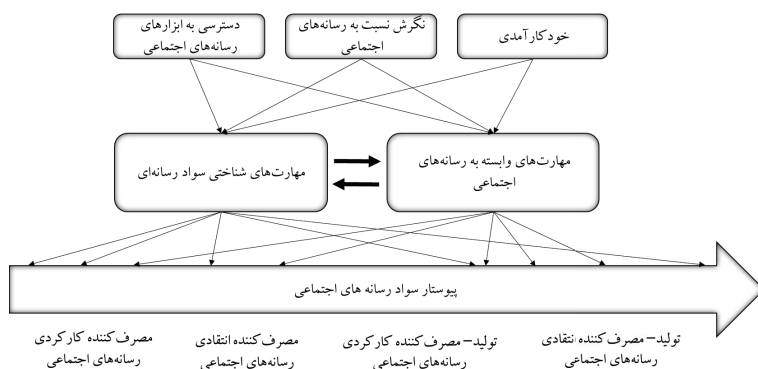 خودکارآمدی
نگرش نسبت به رسانه‌های
اجتماعی
دسترسی به ابزارهای
رسانه‌های اجتماعی
مهارت‌های وابسته به رسانه‌های
اجتماعی
مهارت‌های شناختی سواد رسانه‌ای
پیوستار سواد رسانه های اجتماعی
تولید – مصرف‌کننده انتقادی
رسانه‌های اجتماعی
تولید – مصرف‌کننده کارکردی
رسانه‌های اجتماعی
مصرف‌کننده انتقادی
رسانه‌های اجتماعی
مصرف‌کننده کارکردی
رسانه‌های اجتماعی